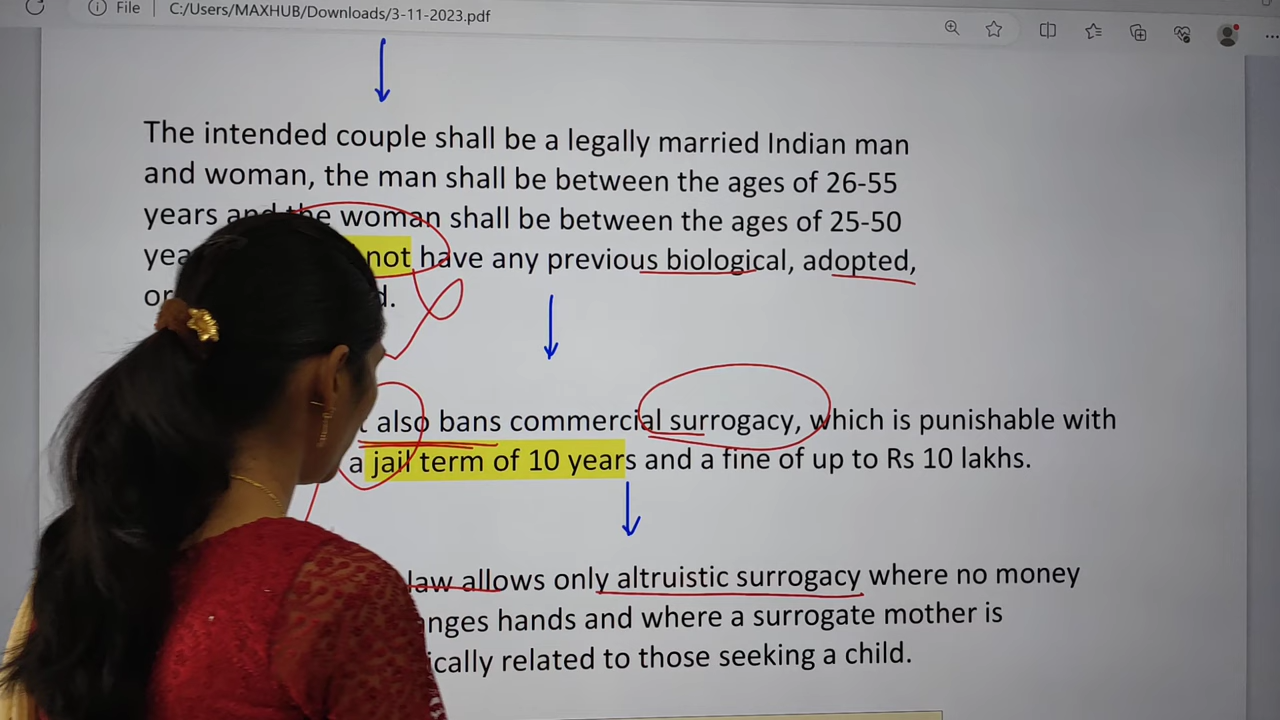 File C:/Users/MAXHUB/Downloads/3-11-2023.pdf
The intended couple shall be a legally married Indian man
and woman, the man shall be between the ages of 26-55
years and the woman shall be between the ages of 25-50
not have any previous biological, adopted,
or
also bans commercial surrogacy, which is punishable with
a jail term of 10 years and a fine of up to Rs 10 lakhs.
law allows only altruistic surrogacy where no money
hands and where a surrogate mother is
related to those seeking a child.